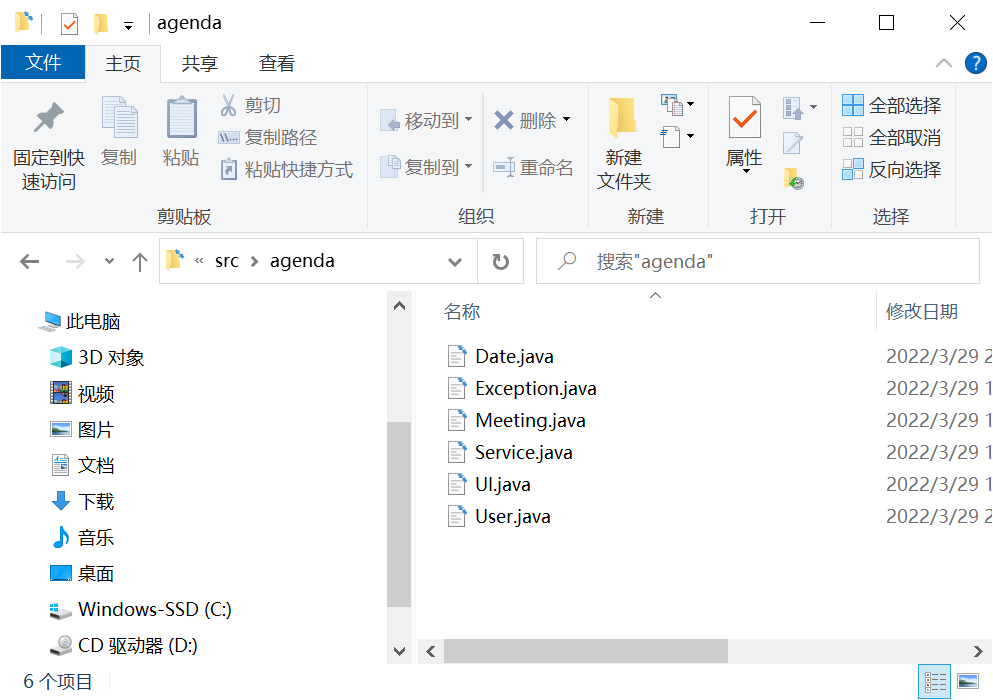 agenda
文件 主页 共享 查看
固定到快速访问
复制
粘贴
剪切
复制路径
粘贴快捷方式
剪贴板
移动到
复制到
删除
重命名
组织
新建
文件夹
新建
属性
打开
全部选择
全部取消
反向选择
选择
« src > agenda
搜索"agenda"
此电脑
3D 对象
视频
图片
文档
下载
音乐
桌面
Windows-SSD (C:)
CD 驱动器 (D:)
名称 修改日期
Date.java 2022/3/29 2
Exception.java 2022/3/29 1
Meeting.java 2022/3/29 1
Service.java 2022/3/29 1
UI.java 2022/3/29 1
User.java 2022/3/29 2
6 个项目